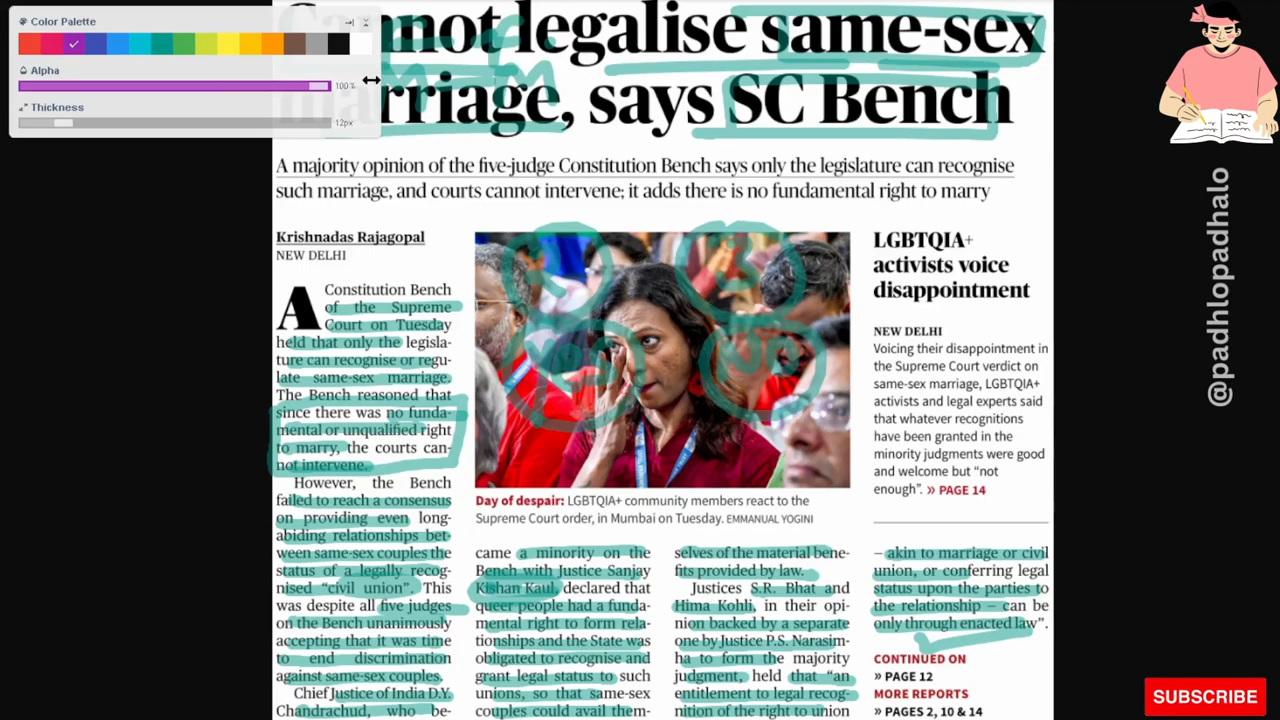 Color Palette
Alpha
100 %
Thickness
12px
Cannot legalise same-sex
marriage, says SC Bench
A majority opinion of the five-judge Constitution Bench says only the legislature can recognise
such marriage, and courts cannot intervene; it adds there is no fundamental right to marry
Krishnadas Rajagopal
NEW DELHI
A Constitution Bench
of the Supreme
Court on Tuesday
held that only the legisla-
ture can recognise or regu-
late same-sex marriage.
The Bench reasoned that
since there was no funda-
mental or unqualified right
to marry, the courts can-
not intervene.
However, the Bench
failed to reach a consensus
on providing even long-
abiding relationships bet-
ween same-sex couples the
status of a legally recog-
nised “civil union”. This
was despite all five judges
on the Bench unanimously
accepting that it was time
to end discrimination
against same-sex couples.
Chief Justice of India D.Y.
Chandrachud, who be-
Day of despair: LGBTQIA+ community members react to the
Supreme Court order, in Mumbai on Tuesday. EMMANUAL YOGINI
came a minority on the
Bench with Justice Sanjay
Kishan Kaul, declared that
queer people had a funda-
mental right to form rela-
tionships and the State was
obligated to recognise and
grant legal status to such
unions, so that same-sex
couples could avail them-
selves of the material bene-
fits provided by law.
Justices S.R. Bhat and
Hima Kohli, in their opi-
nion backed by a separate
one by Justice P.S. Narasim-
ha to form the majority
judgment, held that “an
entitlement to legal recog-
nition of the right to union
– akin to marriage or civil
union, or conferring legal
status upon the parties to
the relationship – can be
only through enacted law”.
CONTINUED ON
» PAGE 12
MORE REPORTS
» PAGES 2, 10 & 14
LGBTQIA+
activists voice
disappointment
NEW DELHI
Voicing their disappointment in
the Supreme Court verdict on
same-sex marriage, LGBTQIA+
activists and legal experts said
that whatever recognitions
have been granted in the
minority judgments were good
and welcome but “not
enough”. » PAGE 14
@padhlopadhalo
SUBSCRIBE